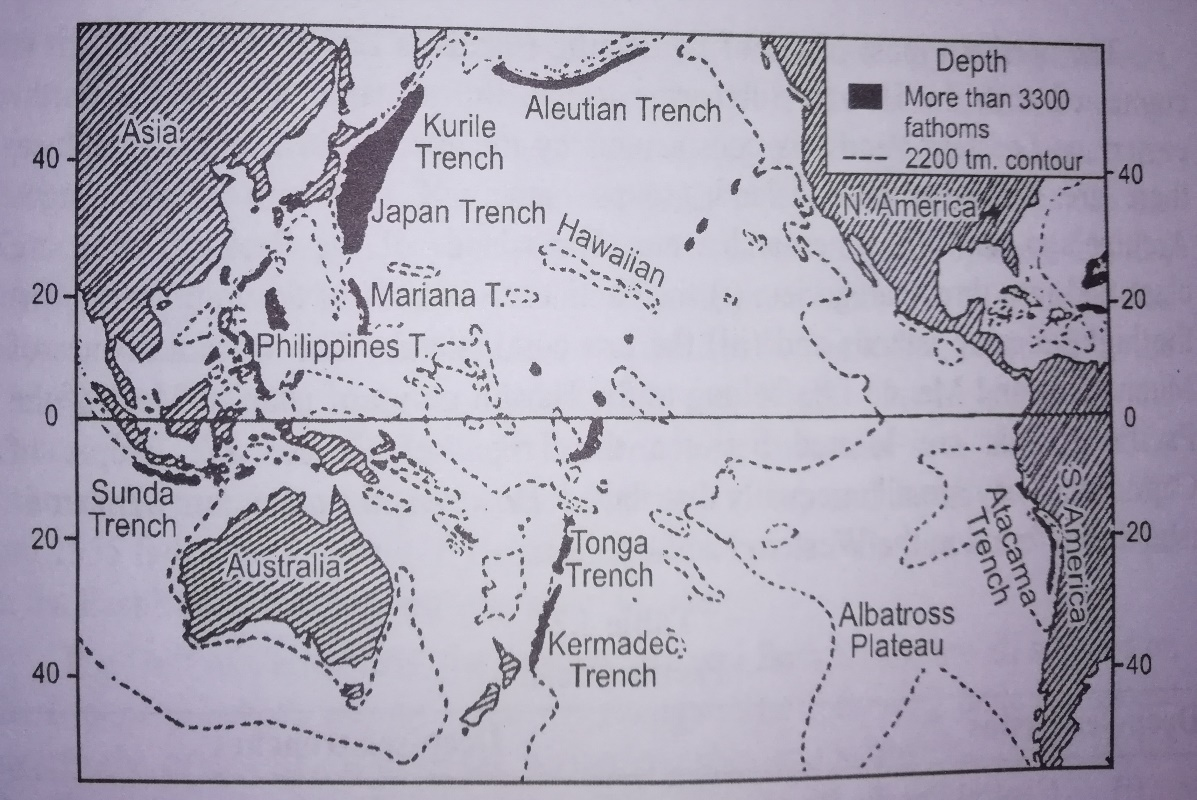 Depth
More than 3300
fathoms
2200 tm. contour
Asia
Aleutian Trench
Kurile
Trench
40
40
N. America
Japan Trench
Hawaiian
20
Mariana T.
20
Philippines T.
0
0
Sunda
Trench
S. America
Atacama
Trench
20
20
Australia
Tonga
Trench
Albatross
Plateau
Kermadec
Trench
40
40